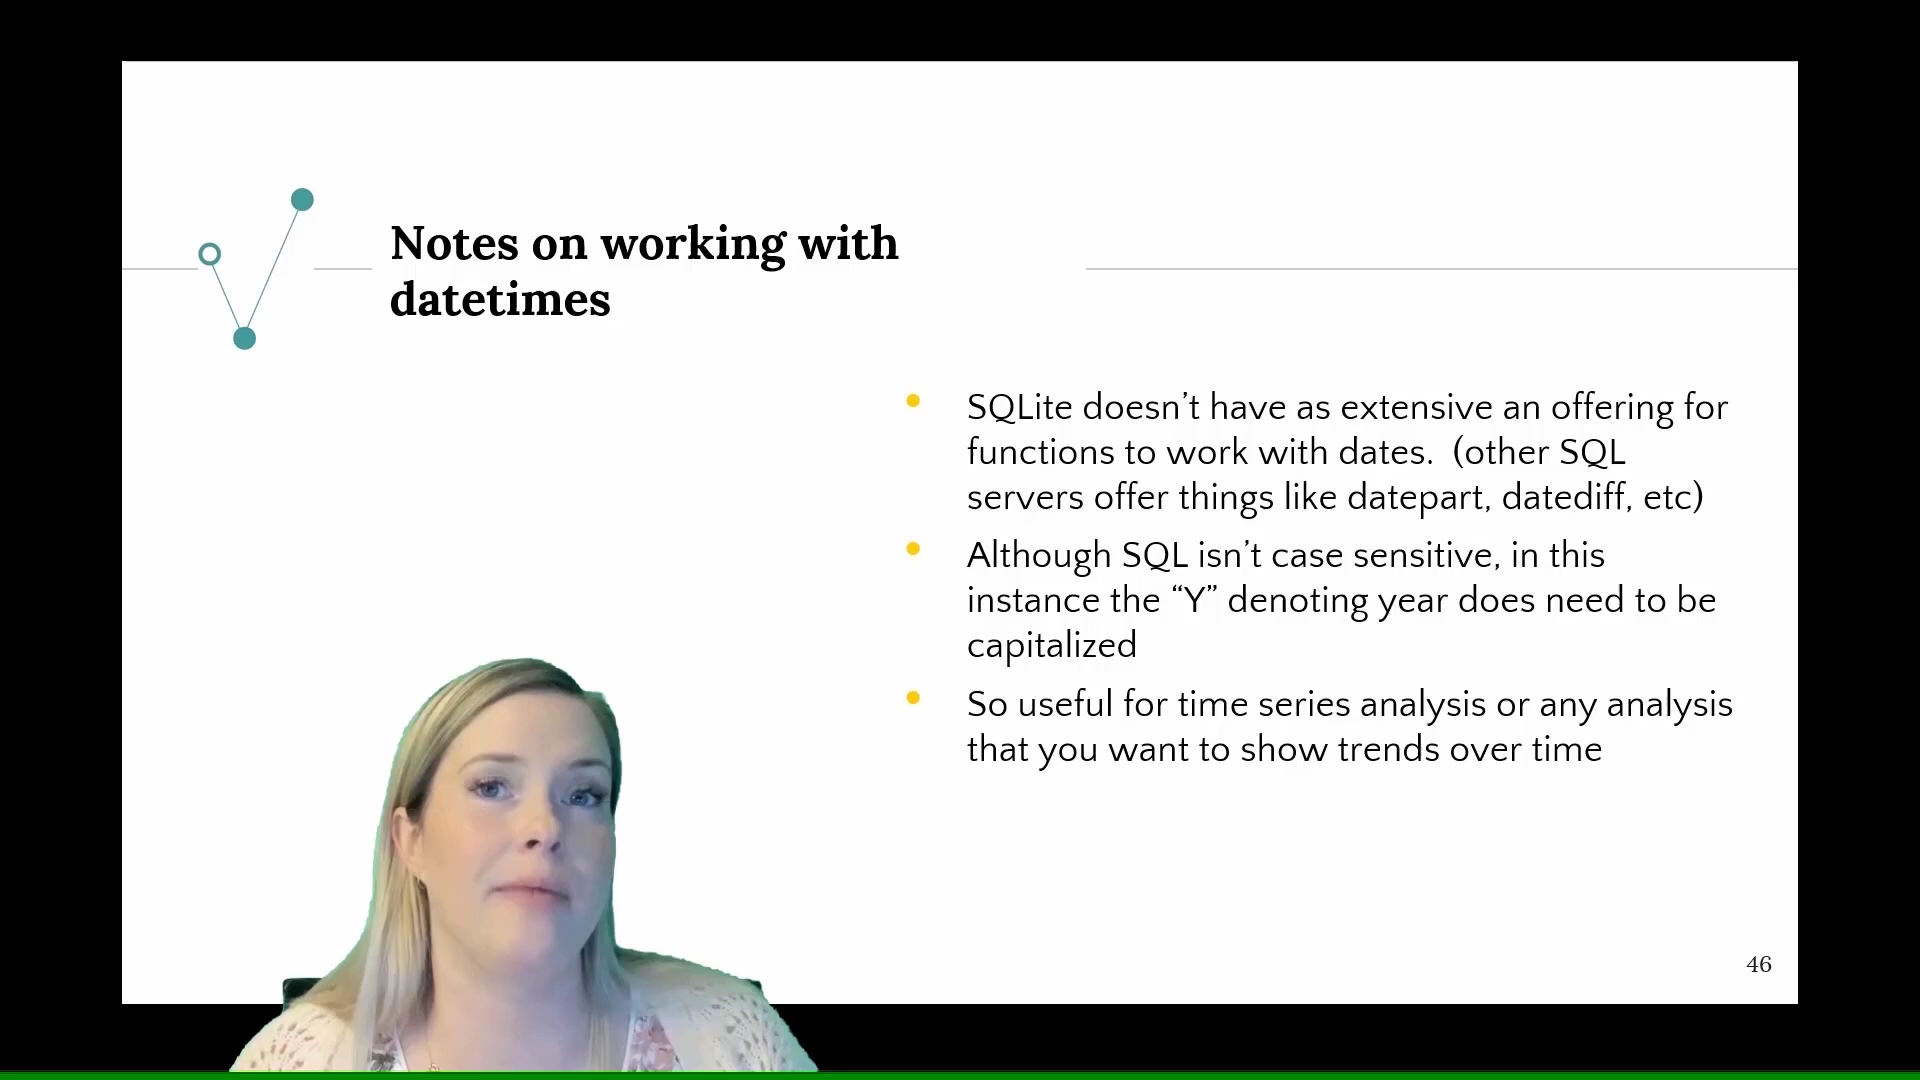 Notes on working with
datetimes
SQLite doesn’t have as extensive an offering for
functions to work with dates.  (other SQL
servers offer things like datepart, datediff, etc)
Although SQL isn’t case sensitive, in this
instance the “Y” denoting year does need to be
capitalized
So useful for time series analysis or any analysis
that you want to show trends over time
46